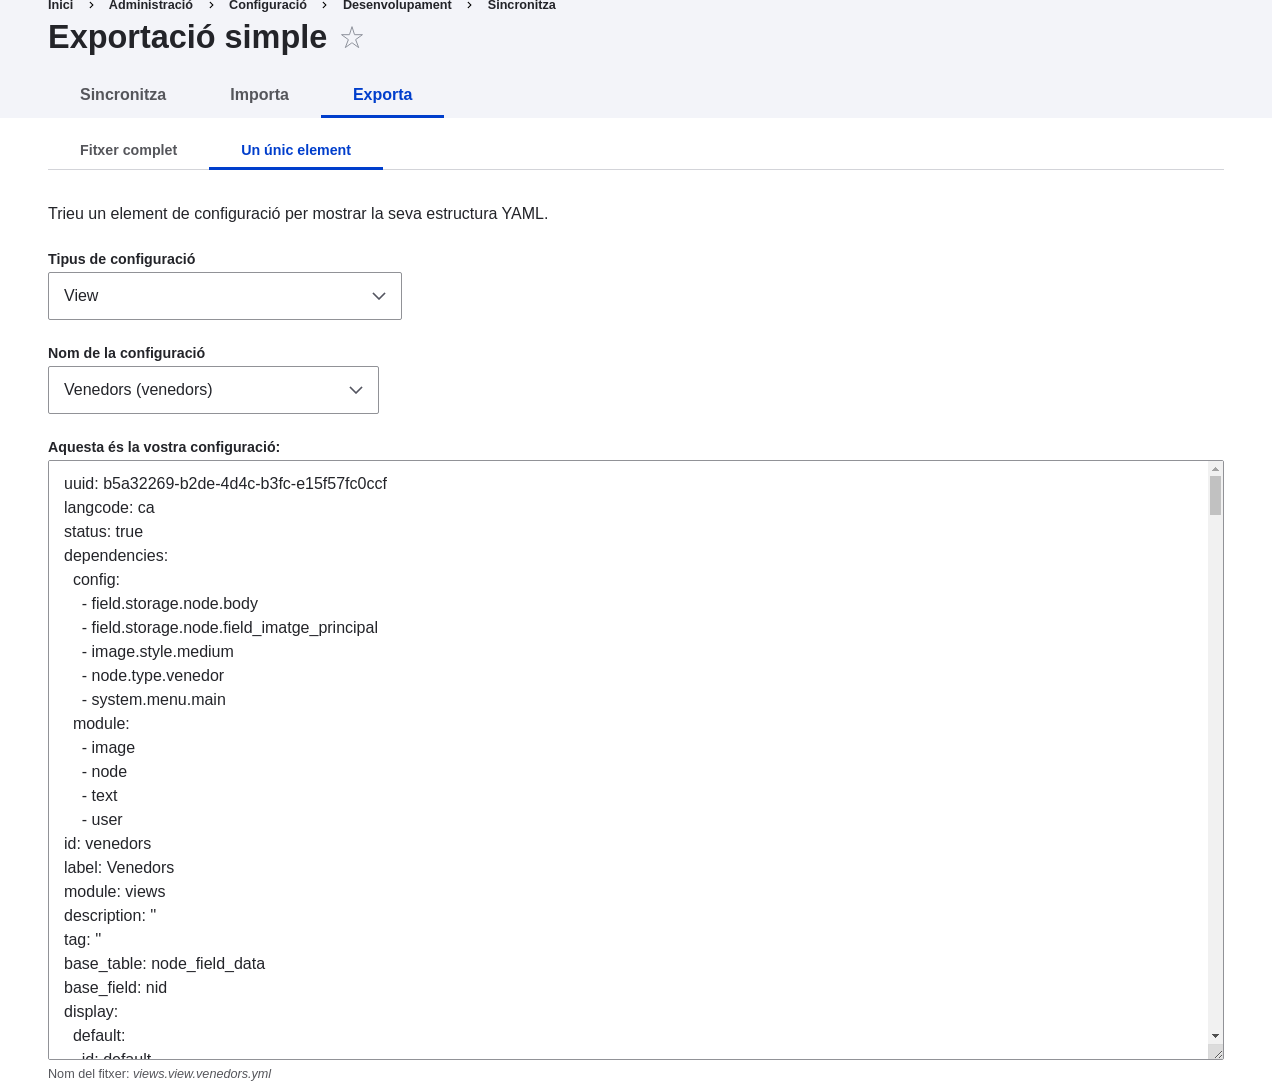 Inici › Administració › Configuració › Desenvolupament › Sincronitza
Exportació simple ☆
Sincronitza Importa Exporta
Fitxer complet Un únic element
Trieu un element de configuració per mostrar la seva estructura YAML.
Tipus de configuració
View
Nom de la configuració
Venedors (venedors)
Aquesta és la vostra configuració:
uuid: b5a32269-b2de-4d4c-b3fc-e15f57fc0ccf
langcode: ca
status: true
dependencies:
  config:
    - field.storage.node.body
    - field.storage.node.field_imatge_principal
    - image.style.medium
    - node.type.venedor
    - system.menu.main
  module:
    - image
    - node
    - text
    - user
id: venedors
label: Venedors
module: views
description: ''
tag: ''
base_table: node_field_data
base_field: nid
display:
  default:
    id: default
Nom del fitxer: views.view.venedors.yml